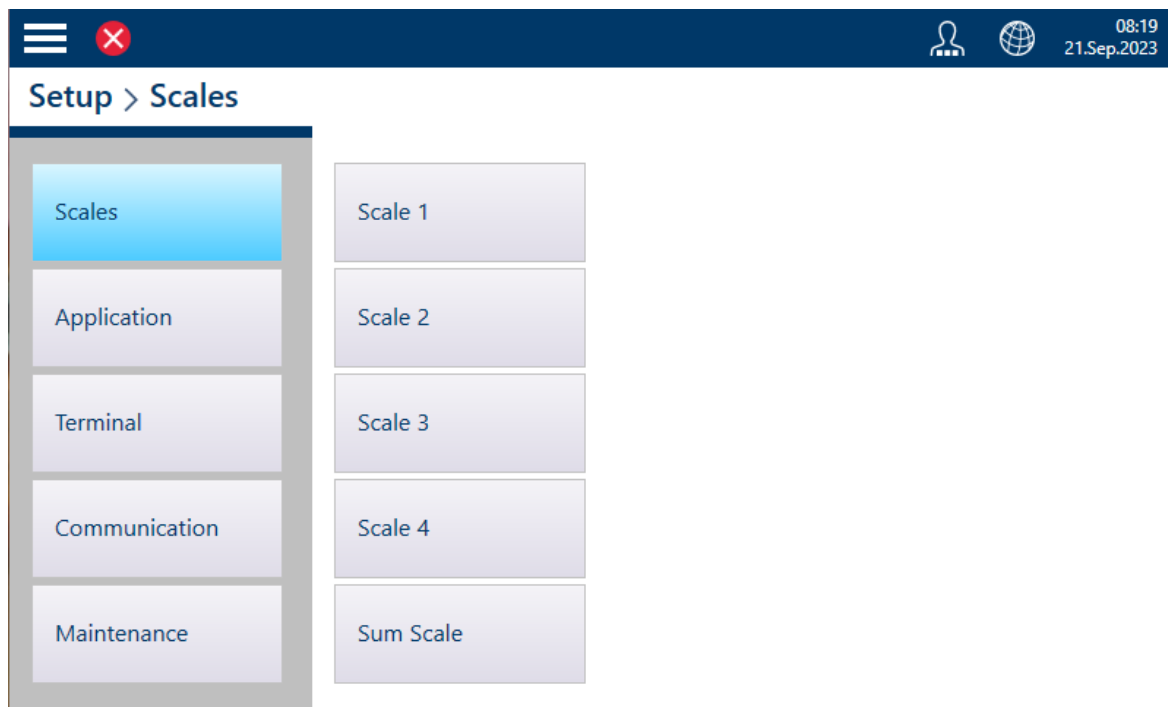 08:19
21.Sep.2023
Setup > Scales
Scales
Application
Terminal
Communication
Maintenance
Scale 1
Scale 2
Scale 3
Scale 4
Sum Scale